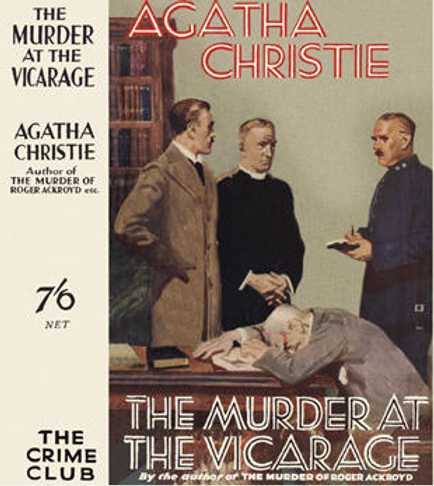 THE
MURDER
AT THE
VICARAGE
AGATHA
CHRISTIE
Author of
THE MURDER OF
ROGER ACKROYD etc.
7/6
NET
THE
CRIME
CLUB
AGATHA
CHRISTIE
THE MURDER AT
THE VICARAGE
By the author of THE MURDER OF ROGER ACKROYD